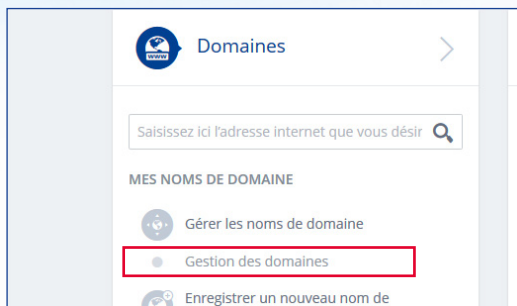 www
Domaines
Saisissez ici l'adresse internet que vous désir
MES NOMS DE DOMAINE
Gérer les noms de domaine
Gestion des domaines
Enregistrer un nouveau nom de